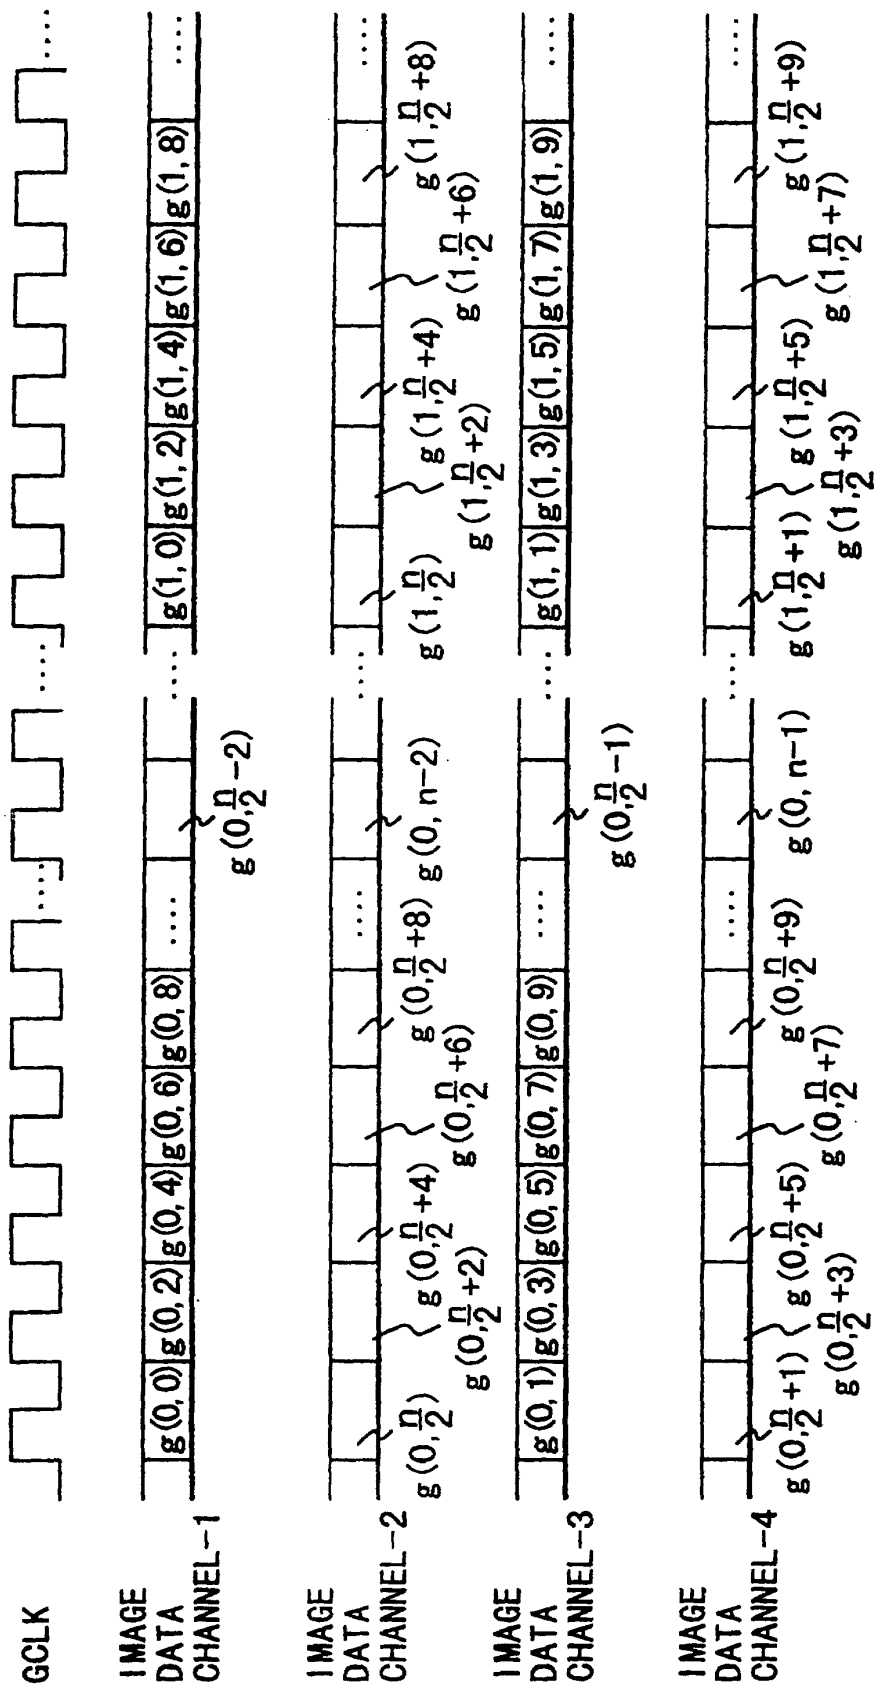 GCLK
....
....
....
IMAGE
DATA
CHANNEL-1
g(0,0) g(0,2) g(0,4) g(0,6) g(0,8) .... .... g(1,0) g(1,2) g(1,4) g(1,6) g(1,8) ....
g(0,n/2-2)
IMAGE
DATA
CHANNEL-2
.... .... ....
g(0,n/2) g(0,n/2+4) g(0,n/2+8) g(0,n-2) g(1,n/2) g(1,n/2+4) g(1,n/2+8)
g(0,n/2+2) g(0,n/2+6) g(1,n/2+2) g(1,n/2+6)
IMAGE
DATA
CHANNEL-3
g(0,1) g(0,3) g(0,5) g(0,7) g(0,9) .... .... g(1,1) g(1,3) g(1,5) g(1,7) g(1,9) ....
g(0,n/2-1)
IMAGE
DATA
CHANNEL-4
.... .... ....
g(0,n/2+1) g(0,n/2+5) g(0,n/2+9) g(0,n-1) g(1,n/2+1) g(1,n/2+5) g(1,n/2+9)
g(0,n/2+3) g(0,n/2+7) g(1,n/2+3) g(1,n/2+7)